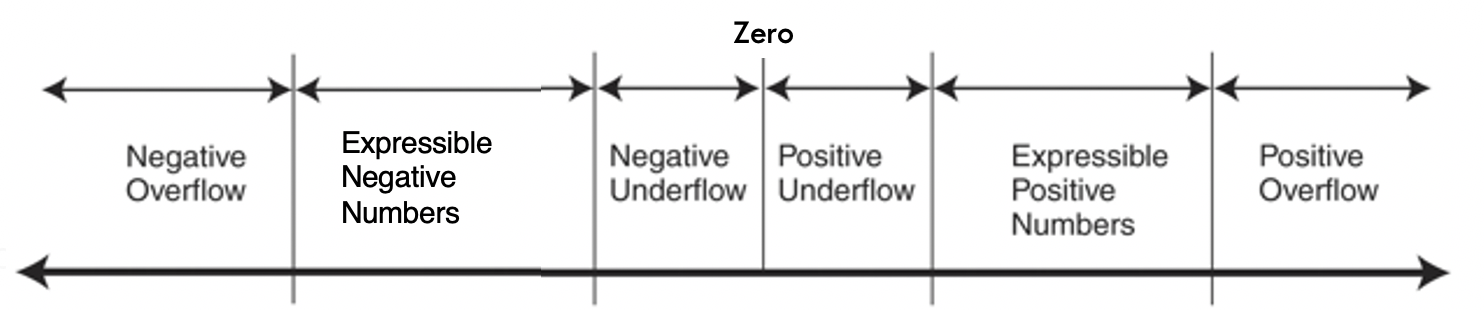 Zero
Negative
Overflow
Expressible
Negative
Numbers
Negative
Underflow
Positive
Underflow
Expressible
Positive
Numbers
Positive
Overflow